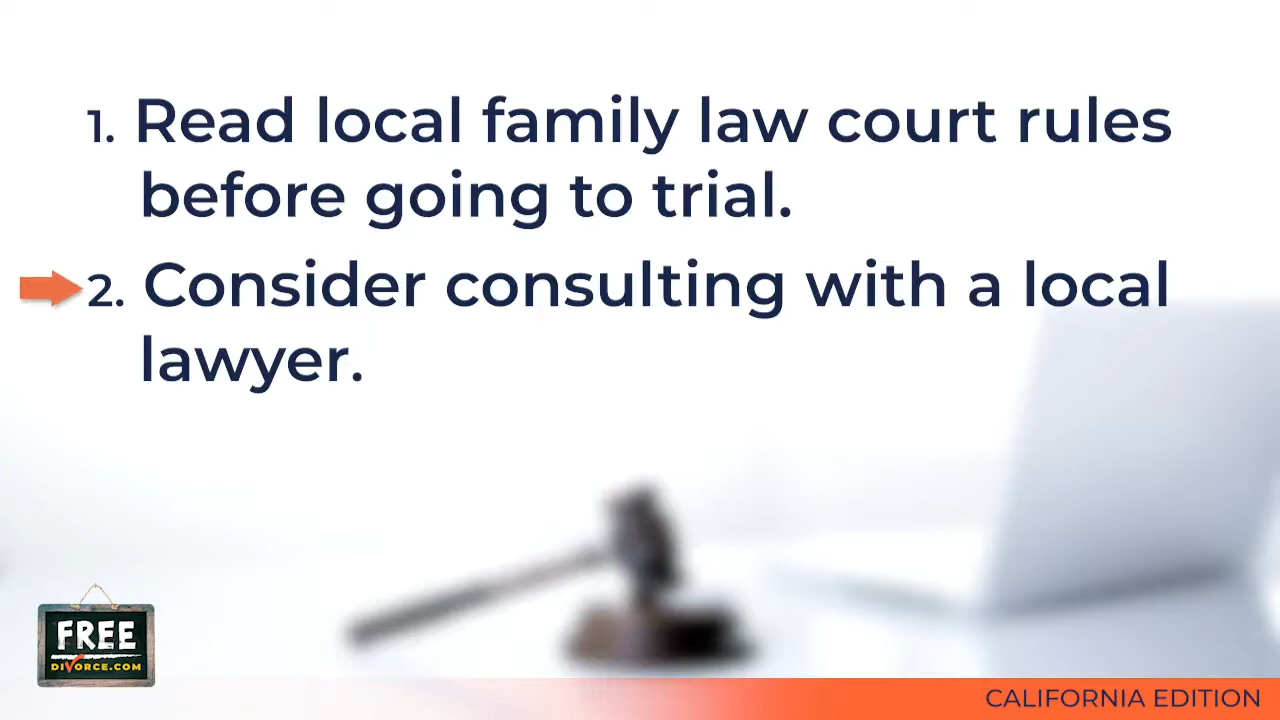 1. Read local family law court rules
before going to trial.
2. Consider consulting with a local
lawyer.
FREE
DIVORCE.COM
CALIFORNIA EDITION